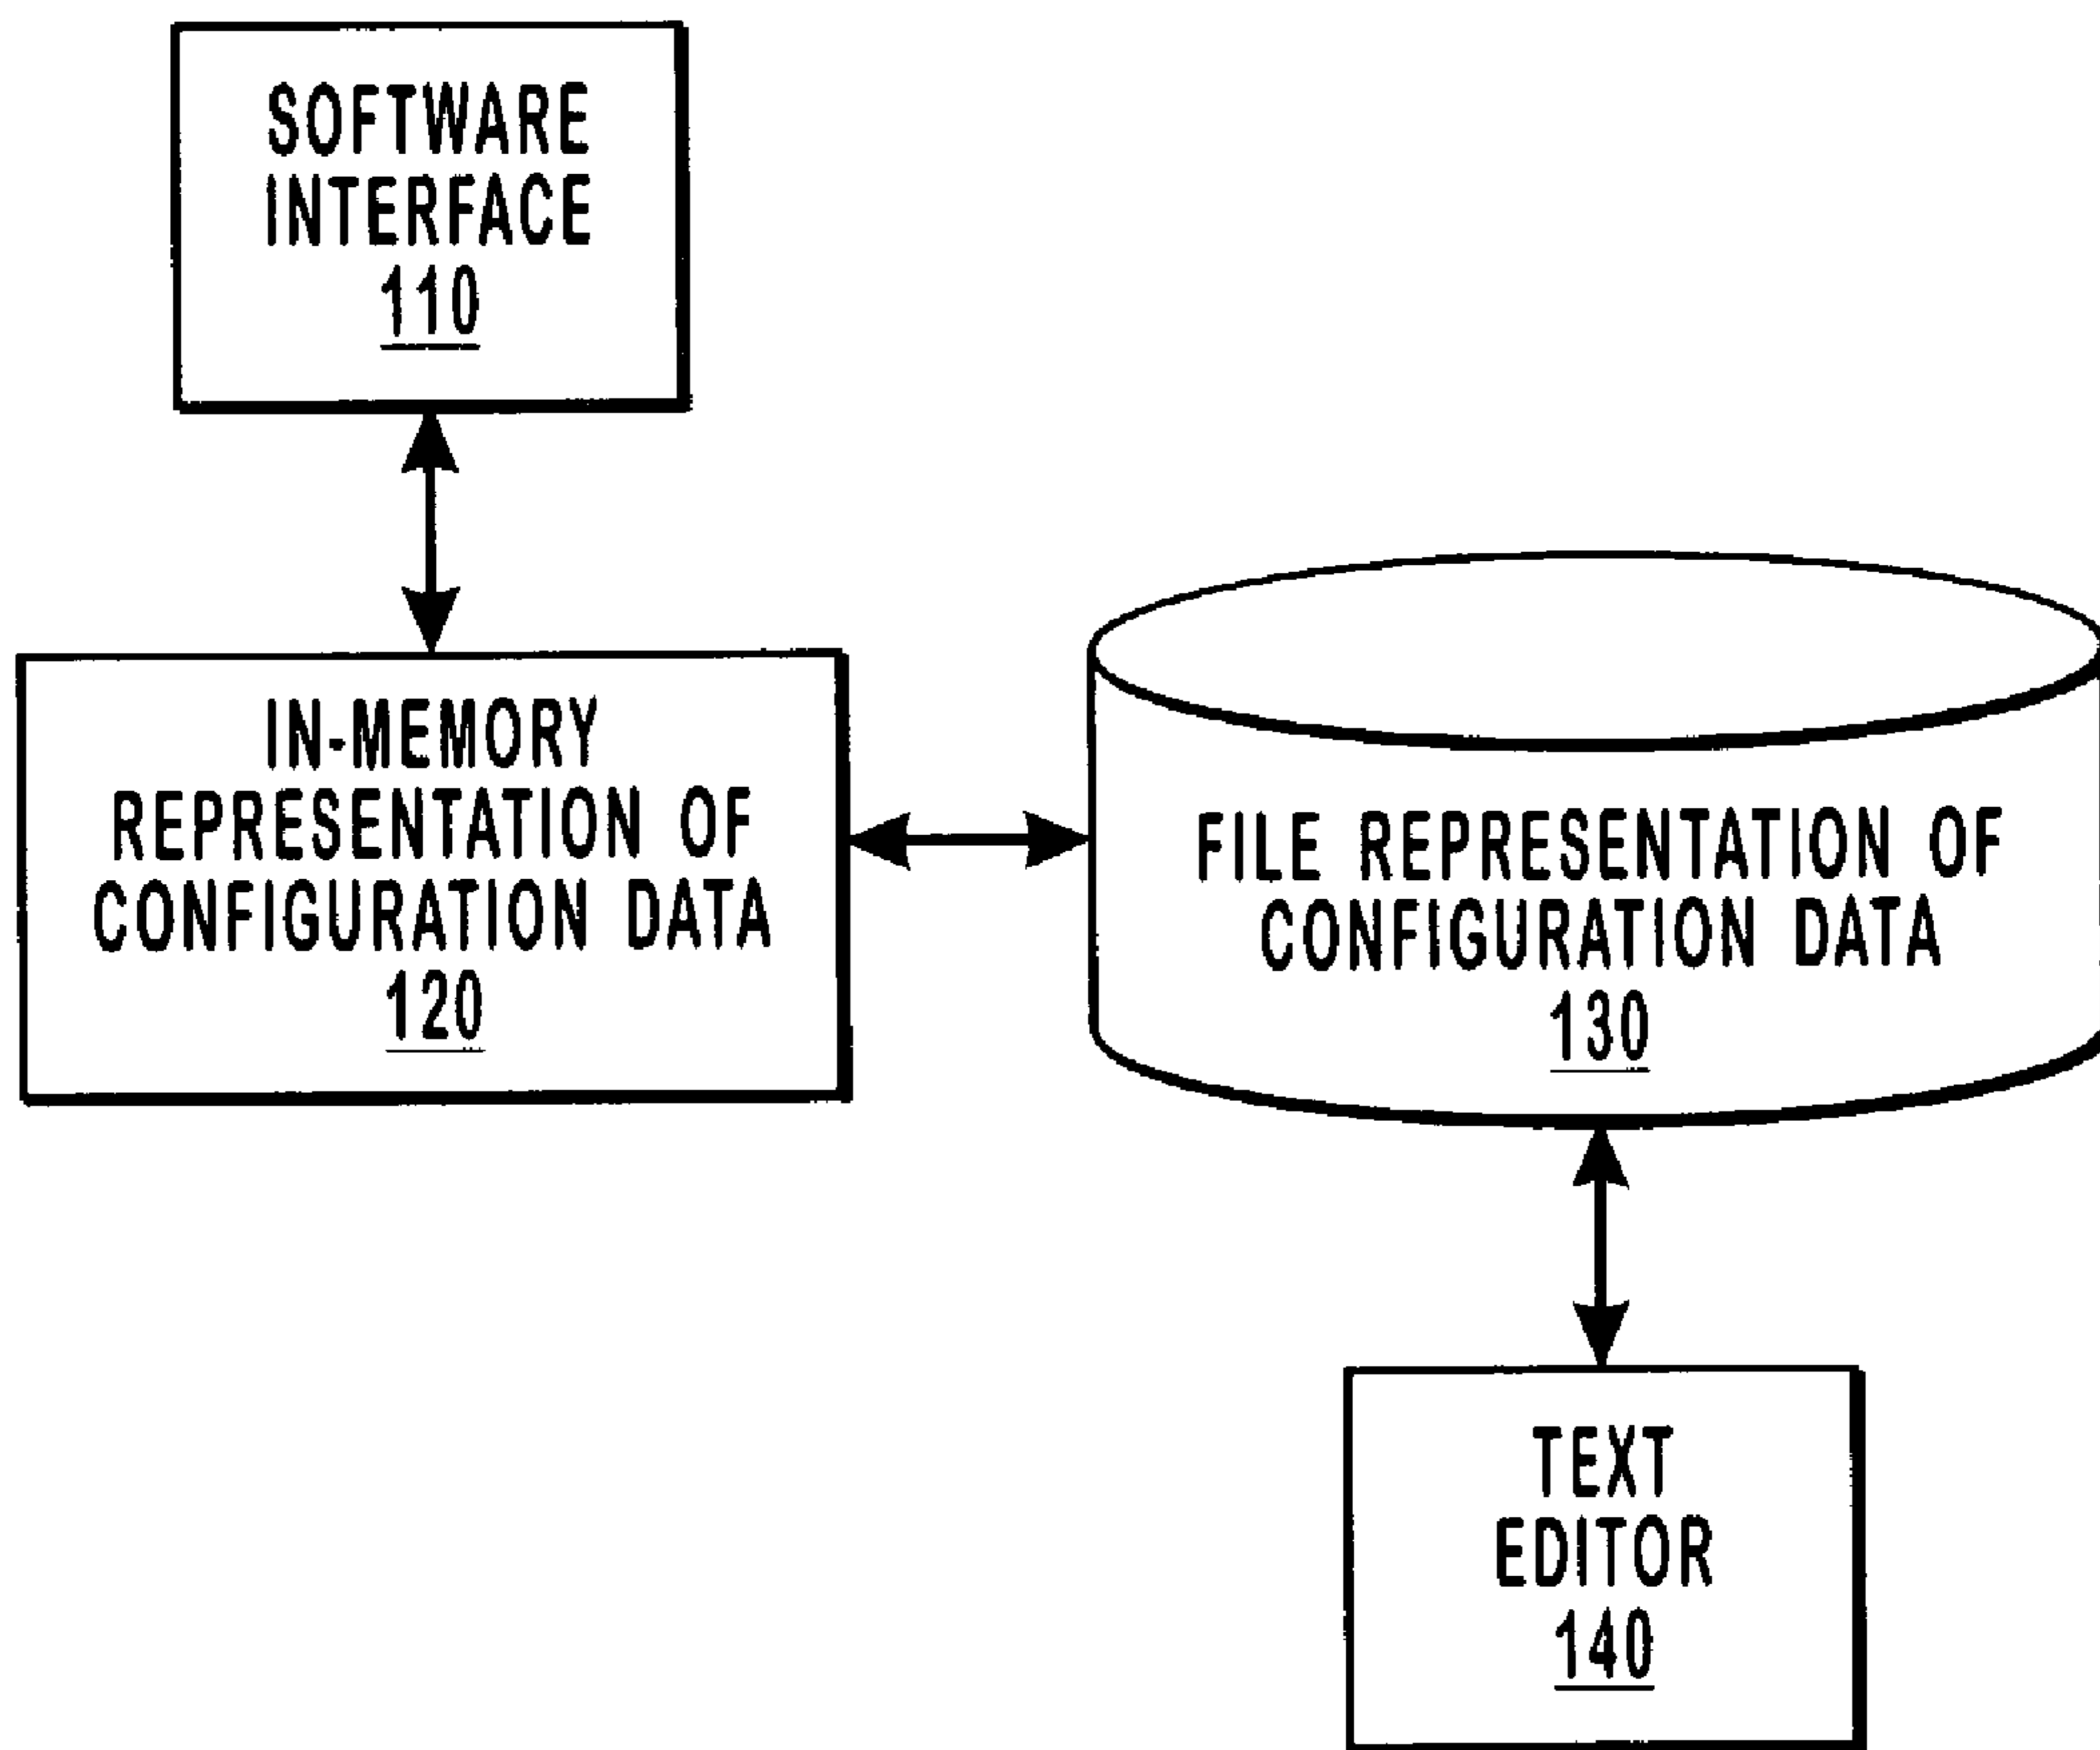 SOFTWARE
INTERFACE
110
IN-MEMORY
REPRESENTATION OF
CONFIGURATION DATA
120
FILE REPRESENTATION OF
CONFIGURATION DATA
130
TEXT
EDITOR
140